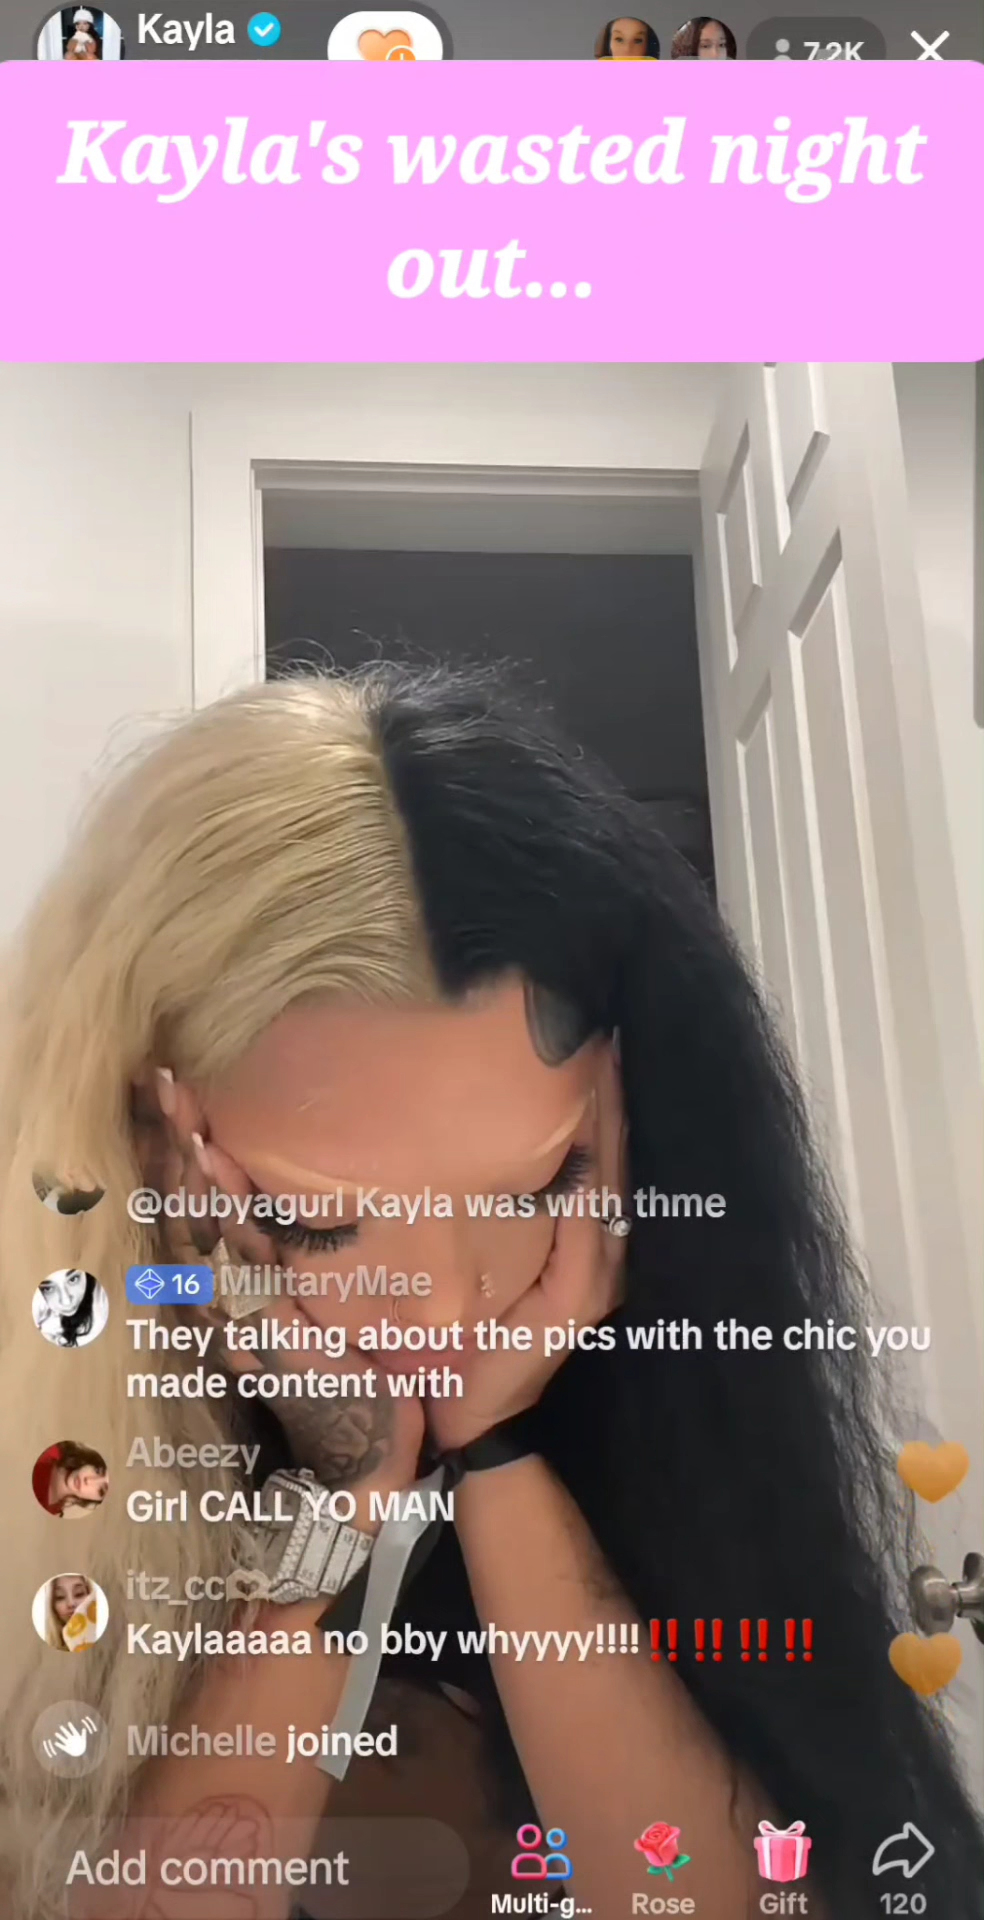 Kayla
7.2K
Kayla's wasted night
out...
@dubyagurl Kayla was with thme
16 MilitaryMae
They talking about the pics with the chic you
made content with
Abeezy
Girl CALL YO MAN
itz_cc🫶
Kaylaaaaa no bby whyyyy!!!!‼️‼️‼️‼️
Michelle joined
Add comment
Multi-g...
Rose
Gift
120